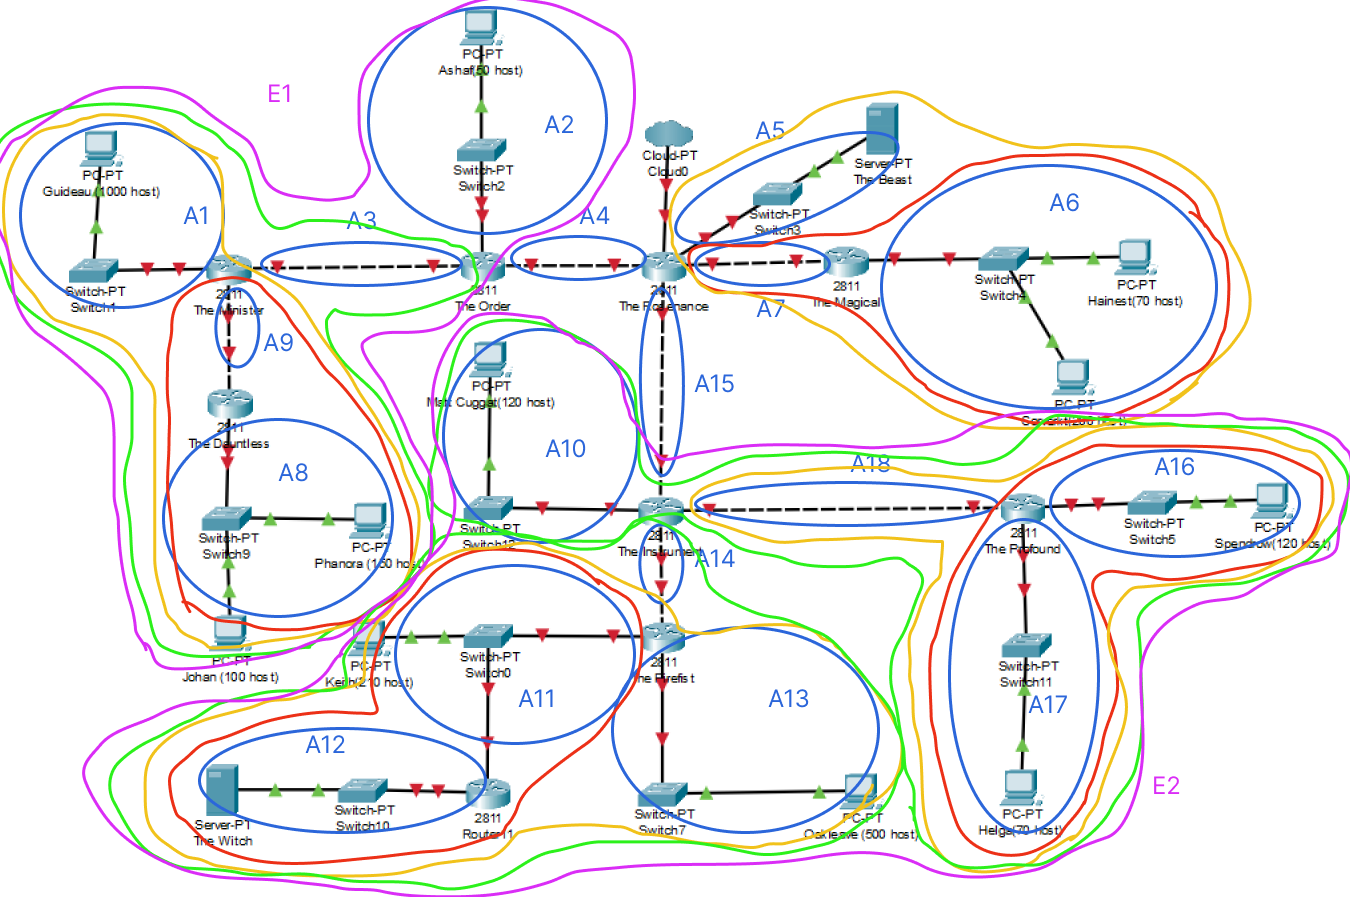 PC-PT
Ashaf(50 host)
E1
A2
A5
Cloud-PT
Cloud0
Server-PT
The Beast
PC-PT
Guideau (1000 host)
Switch-PT
Switch2
A1
A3
A4
Switch-PT
Switch3
A6
Switch-PT
Switch1
2811
The Minister
2811
The Order
2811
A7
2811
The Magical
Switch-PT
Switch4
PC-PT
Hainest(70 host)
A9
A15
PC-PT
Matt Cuggat(120 host)
PC-PT
2811
The Dauntless
A10
A8
A18
A16
Switch-PT
Switch9
PC-PT
Phanora (150 host)
Switch-PT
Switch12
2811
The Instrument
A14
2811
The Profound
Switch-PT
Switch5
PC-PT
Spendrow(120 host)
PC-PT
Johan (100 host)
PC-PT
Keith(210 host)
Switch-PT
Switch0
2811
The Firefist
Switch-PT
Switch11
A11
A13
A17
A12
E2
Server-PT
The Witch
Switch-PT
Switch10
2811
Router11
Switch-PT
Switch7
PC-PT
Oakleave (500 host)
PC-PT
Helga(70 host)